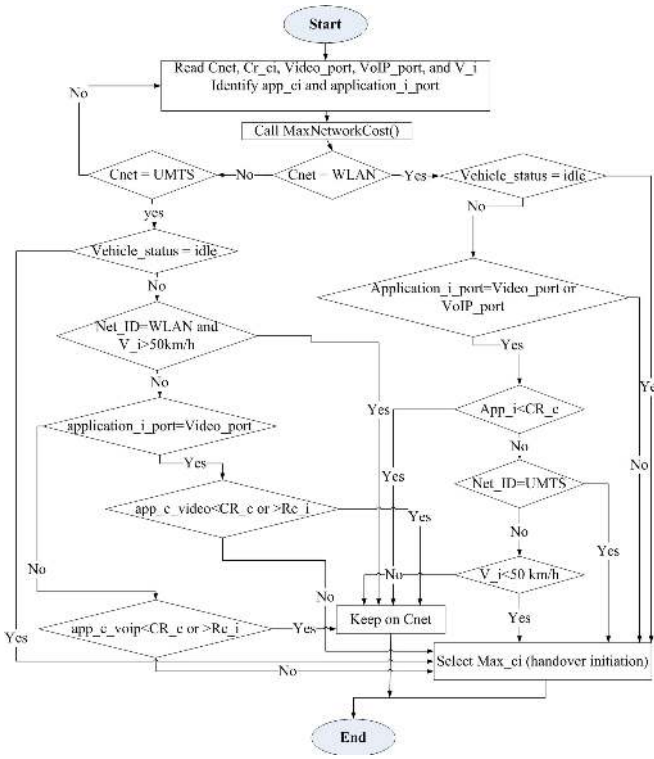 Start
Read Cnet, Cr_ci, Video_port, VoIP_port, and V_i
Identify app_ci and application_i_port
No
Call MaxNetworkCost()
Cnet = UMTS
No
Cnet = WLAN
Yes
Vehicle_status = idle
yes
No
Vehicle_status = idle
No
Application_i_port=Video_port or
VoIP_port
Net_ID=WLAN and
V_i>50km/h
Yes
No
Yes
Yes
App_i<CR_c
application_i_port=Video_port
No
Yes
Yes
No
Net_ID=UMTS
app_c_video<CR_c or >Rc_i
Yes
No
Yes
No
No
V_i<50 km/h
No
Keep on Cnet
Yes
app_c_voip<CR_c or >Rc_i
Yes
Yes
No
Select Max_ci (handover initiation)
End